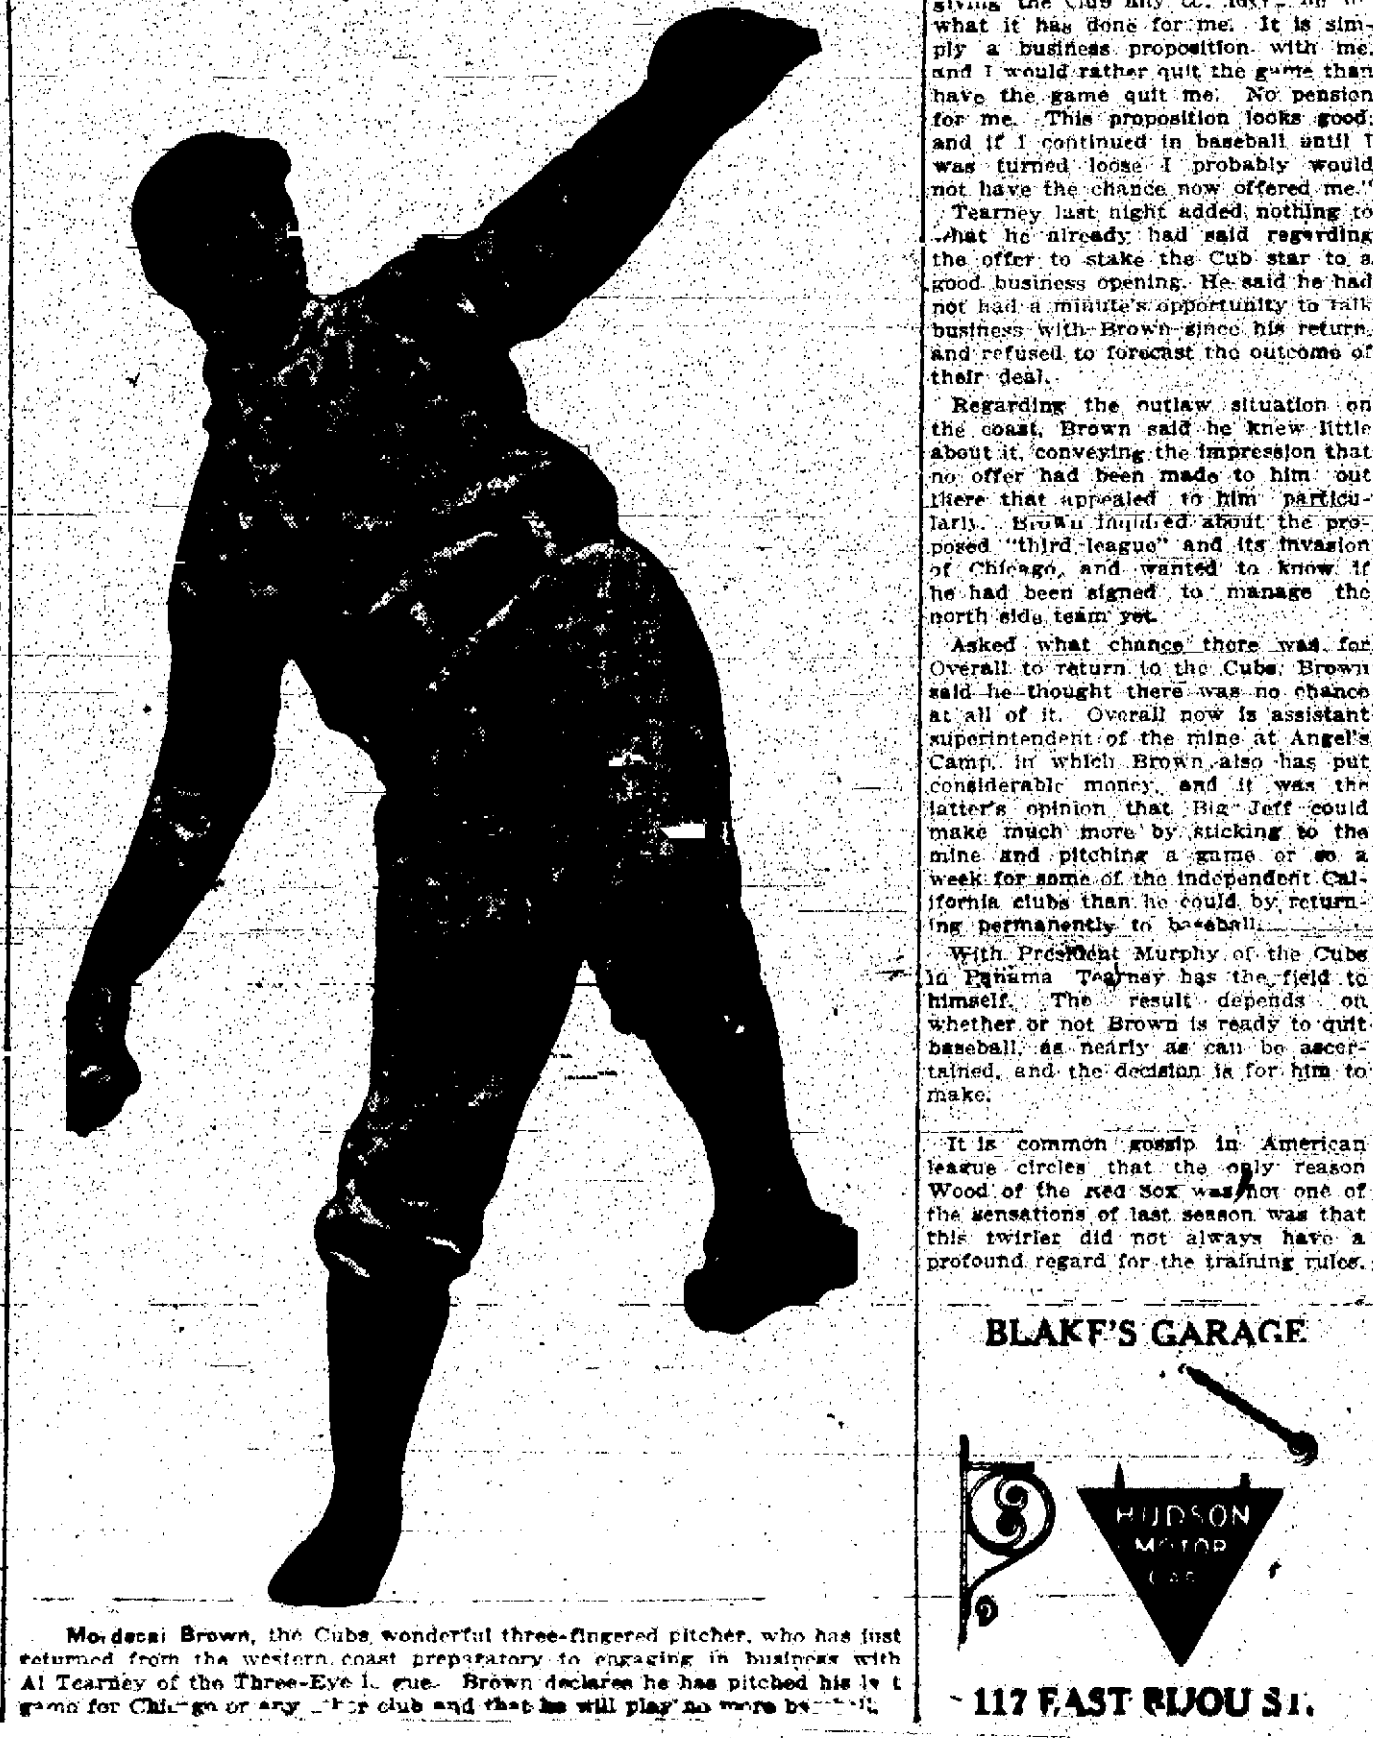 Mordecai Brown, the Cubs wonderful three-fingered pitcher, who has just
returned from the western coast preparatory to engaging in business with
Al Tearney of the Three-Eye Brown declares he has pitched his
game for Chicago or any club and that he will play no more
what it has done for me. It is sim-
ply a business proposition with me,
and I would rather quit the game than
have the game quit me. No pension
for me. This proposition looks good,
and if I continued in baseball until I
was turned loose I probably would
not have the chance now offered me."
Tearney last night added nothing to
what he already had said regarding
the offer to stake the Cub star to a
good business opening. He said he had
not had a minute's opportunity to talk
business with Brown since his return,
and refused to forecast the outcome of
their deal.
Regarding the outlaw situation on
the coast, Brown said he knew little
about it, conveying the impression that
no offer had been made to him out
there that appealed to him particu-
larly. Brown inquired about the pro-
posed "third league" and its invasion
of Chicago, and wanted to know if
he had been signed to manage the
north side team yet.
Asked what chance there was for
Overall to return to the Cubs, Brown
said he thought there was no chance
at all of it. Overall now is assistant
superintendent of the mine at Angel's
Camp, in which Brown also has put
considerable money, and it was the
latter's opinion that Big Jeff could
make much more by sticking to the
mine and pitching a game or so a
week for some of the independent Cal-
ifornia clubs than he could by return-
ing permanently to baseball.
With President Murphy of the Cubs
in Panama Tearney has the field to
himself. The result depends on
whether or not Brown is ready to quit
baseball, as nearly as can be ascer-
tained, and the decision is for him to
make.
It is common gossip in American
league circles that the only reason
Wood of the Red Sox was not one of
the sensations of last season was that
this twirler did not always have a
profound regard for the training rules.
BLAKE'S GARAGE
HUDSON
MOTOR
CAR
117 EAST BIJOU ST.